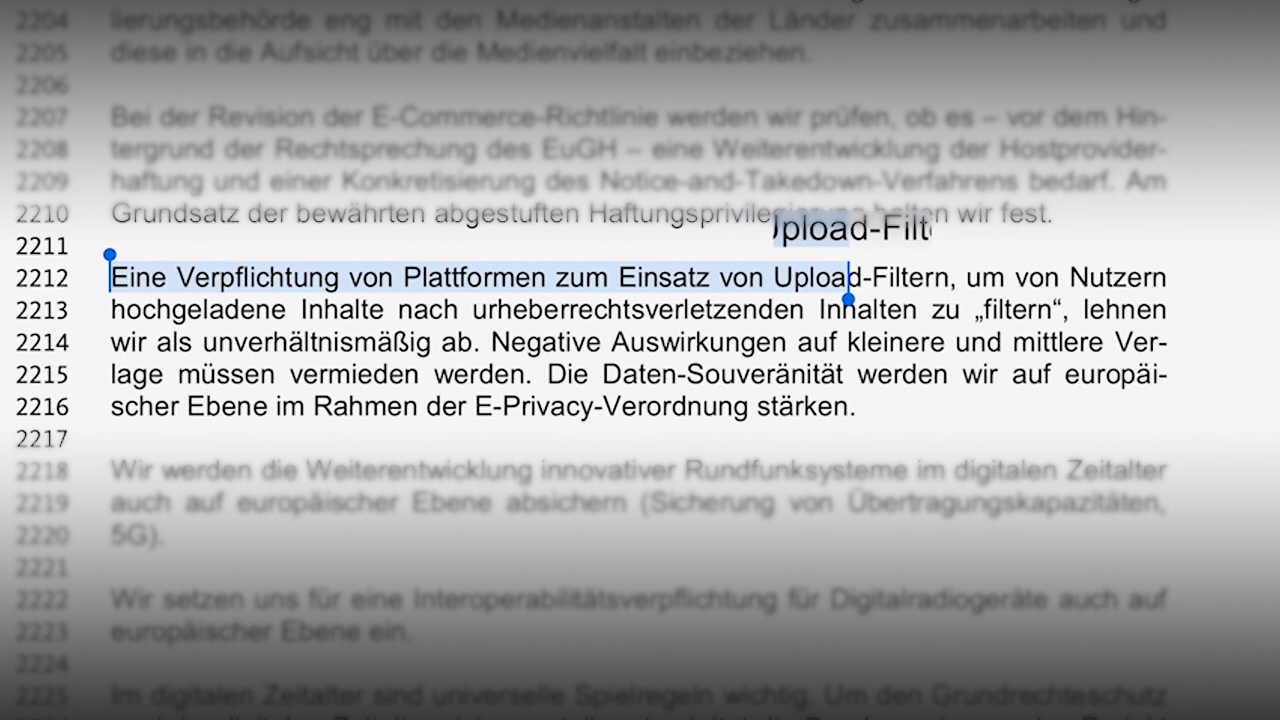 2204 lierungsbehörde eng mit den Medienanstalten der Länder zusammenarbeiten und
2205 diese in die Aufsicht über die Medienvielfalt einbeziehen.
2206
2207 Bei der Revision der E-Commerce-Richtlinie werden wir prüfen, ob es – vor dem Hin-
2208 tergrund der Rechtsprechung des EuGH – eine Weiterentwicklung der Hostprovider-
2209 haftung und einer Konkretisierung des Notice-and-Takedown-Verfahrens bedarf. Am
2210 Grundsatz der bewährten abgestuften Haftungsprivilegierung halten wir fest.
Upload-Filt
2211
2212 Eine Verpflichtung von Plattformen zum Einsatz von Upload-Filtern, um von Nutzern
2213 hochgeladene Inhalte nach urheberrechtsverletzenden Inhalten zu „filtern“, lehnen
2214 wir als unverhältnismäßig ab. Negative Auswirkungen auf kleinere und mittlere Ver-
2215 lage müssen vermieden werden. Die Daten-Souveränität werden wir auf europäi-
2216 scher Ebene im Rahmen der E-Privacy-Verordnung stärken.
2217
2218 Wir werden die Weiterentwicklung innovativer Rundfunksysteme im digitalen Zeitalter
2219 auch auf europäischer Ebene absichern (Sicherung von Übertragungskapazitäten,
2220 5G).
2221
2222 Wir setzen uns für eine Interoperabilitätsverpflichtung für Digitalradiogeräte auch auf
2223 europäischer Ebene ein.
2224
2225 Im digitalen Zeitalter sind universelle Spielregeln wichtig. Um den Grundrechteschutz